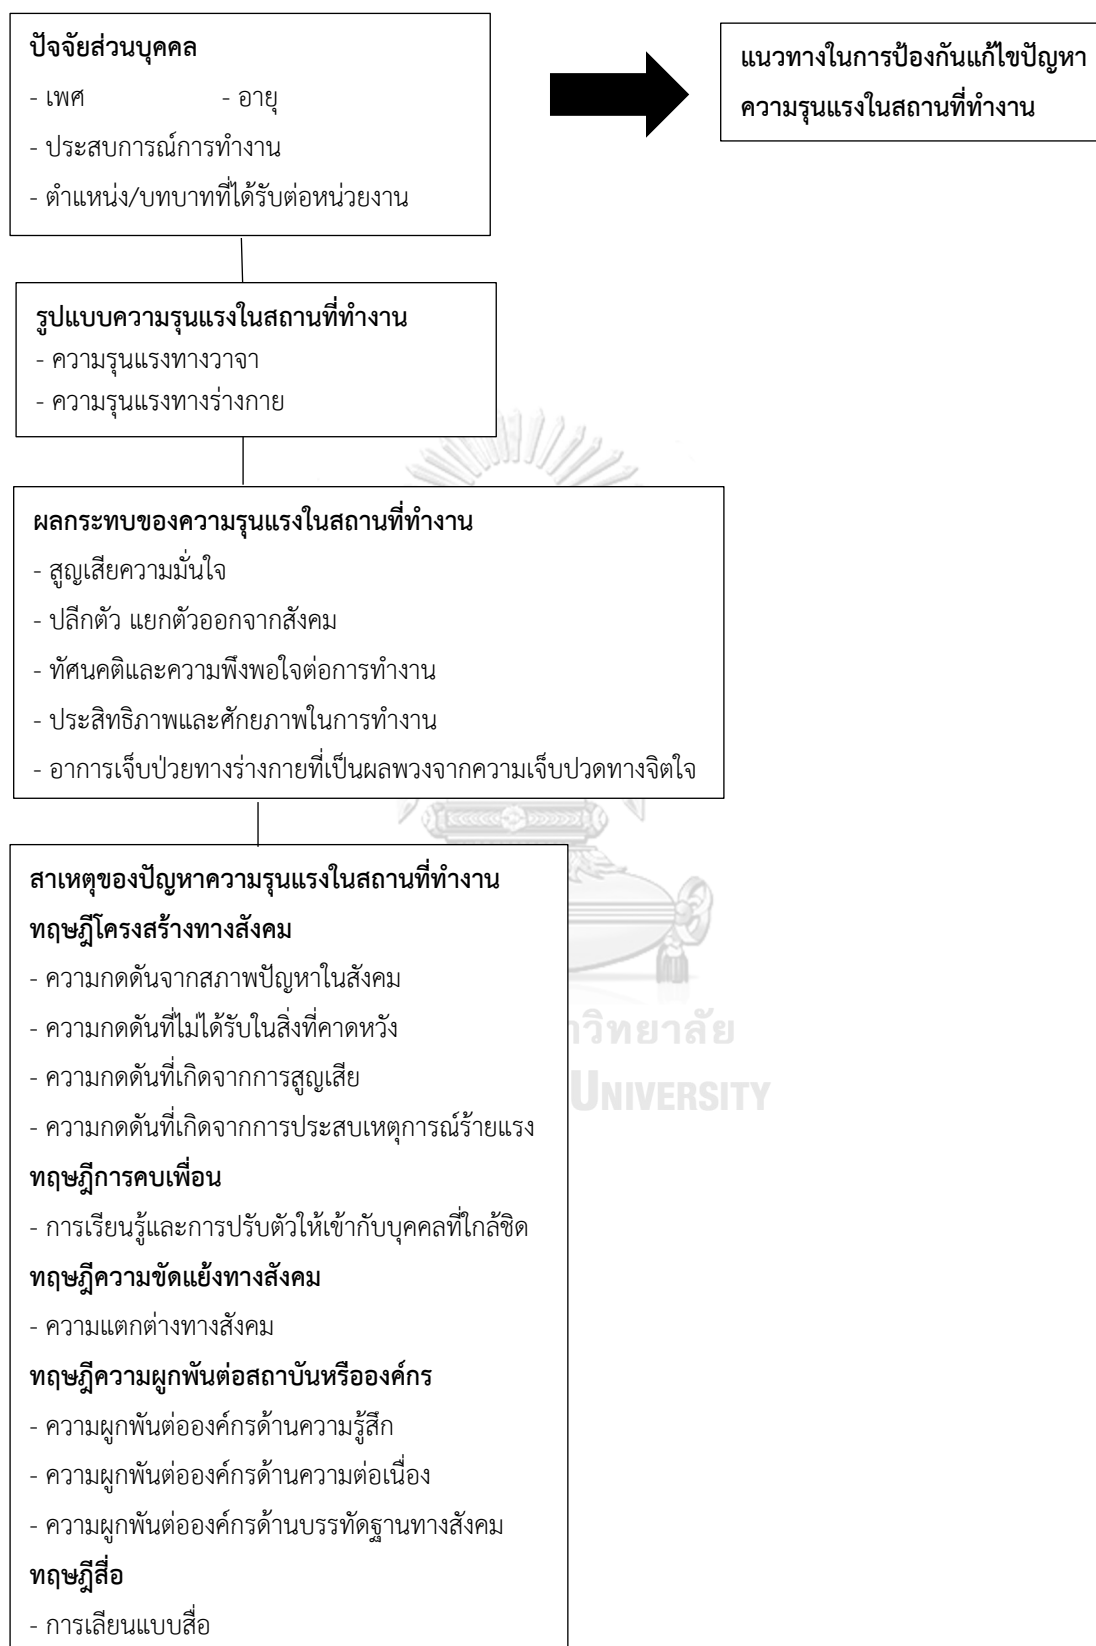 ปัจจัยส่วนบุคคล
- เพศ - อายุ
- ประสบการณ์การทำงาน
- ตำแหน่ง/บทบาทที่ได้รับต่อหน่วยงาน
แนวทางในการป้องกันแก้ไขปัญหา
ความรุนแรงในสถานที่ทำงาน
รูปแบบความรุนแรงในสถานที่ทำงาน
- ความรุนแรงทางวาจา
- ความรุนแรงทางร่างกาย
ผลกระทบของความรุนแรงในสถานที่ทำงาน
- สูญเสียความมั่นใจ
- ปลีกตัว แยกตัวออกจากสังคม
- ทัศนคติและความพึงพอใจต่อการทำงาน
- ประสิทธิภาพและศักยภาพในการทำงาน
- อาการเจ็บป่วยทางร่างกายที่เป็นผลพวงจากความเจ็บปวดทางจิตใจ
สาเหตุของปัญหาความรุนแรงในสถานที่ทำงาน
ทฤษฎีโครงสร้างทางสังคม
- ความกดดันจากสภาพปัญหาในสังคม
- ความกดดันที่ไม่ได้รับในสิ่งที่คาดหวัง
- ความกดดันที่เกิดจากการสูญเสีย
- ความกดดันที่เกิดจากการประสบเหตุการณ์ร้ายแรง
ทฤษฎีการคบเพื่อน
- การเรียนรู้และการปรับตัวให้เข้ากับบุคคลที่ใกล้ชิด
ทฤษฎีความขัดแย้งทางสังคม
- ความแตกต่างทางสังคม
ทฤษฎีความผูกพันต่อสถาบันหรือองค์กร
- ความผูกพันต่อองค์กรด้านความรู้สึก
- ความผูกพันต่อองค์กรด้านความต่อเนื่อง
- ความผูกพันต่อองค์กรด้านบรรทัดฐานทางสังคม
ทฤษฎีสื่อ
- การเลียนแบบสื่อ
าวิทยาลัย
UNIVERSITY